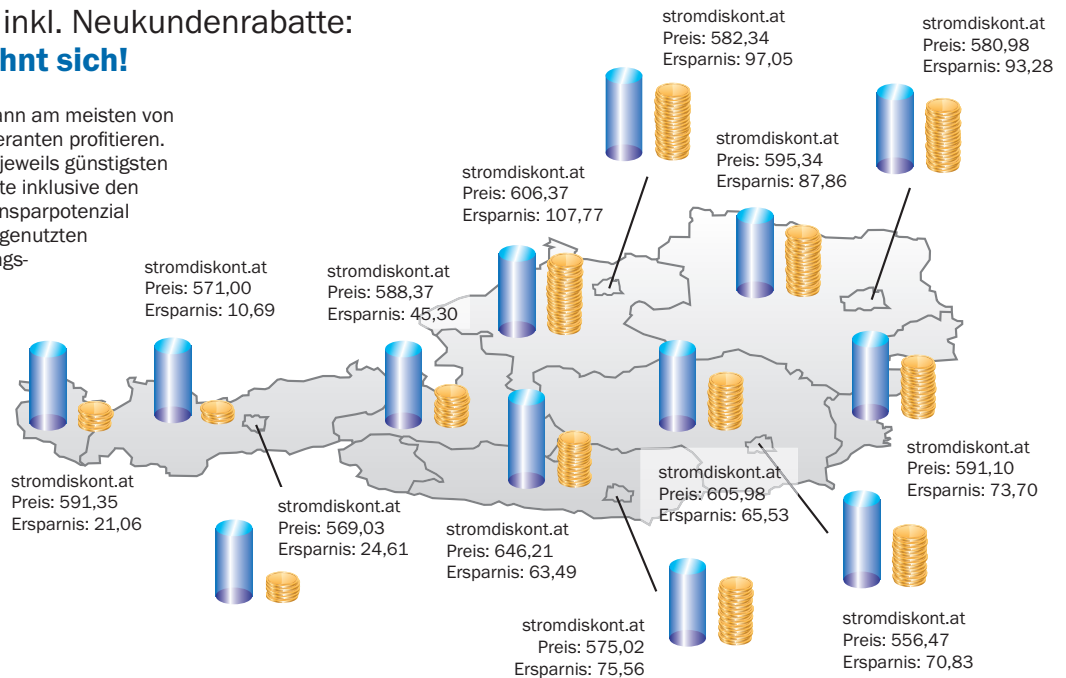 inkl. Neukundenrabatte:
hnt sich!
ann am meisten von
eranten profitieren.
jeweils günstigsten
te inklusive den
nsparpotenzial
genutzten
ngs-
stromdiskont.at
Preis: 582,34
Ersparnis: 97,05
stromdiskont.at
Preis: 580,98
Ersparnis: 93,28
stromdiskont.at
Preis: 595,34
Ersparnis: 87,86
stromdiskont.at
Preis: 606,37
Ersparnis: 107,77
stromdiskont.at
Preis: 571,00
Ersparnis: 10,69
stromdiskont.at
Preis: 588,37
Ersparnis: 45,30
stromdiskont.at
Preis: 591,35
Ersparnis: 21,06
stromdiskont.at
Preis: 569,03
Ersparnis: 24,61
stromdiskont.at
Preis: 646,21
Ersparnis: 63,49
stromdiskont.at
Preis: 605,98
Ersparnis: 65,53
stromdiskont.at
Preis: 591,10
Ersparnis: 73,70
stromdiskont.at
Preis: 575,02
Ersparnis: 75,56
stromdiskont.at
Preis: 556,47
Ersparnis: 70,83